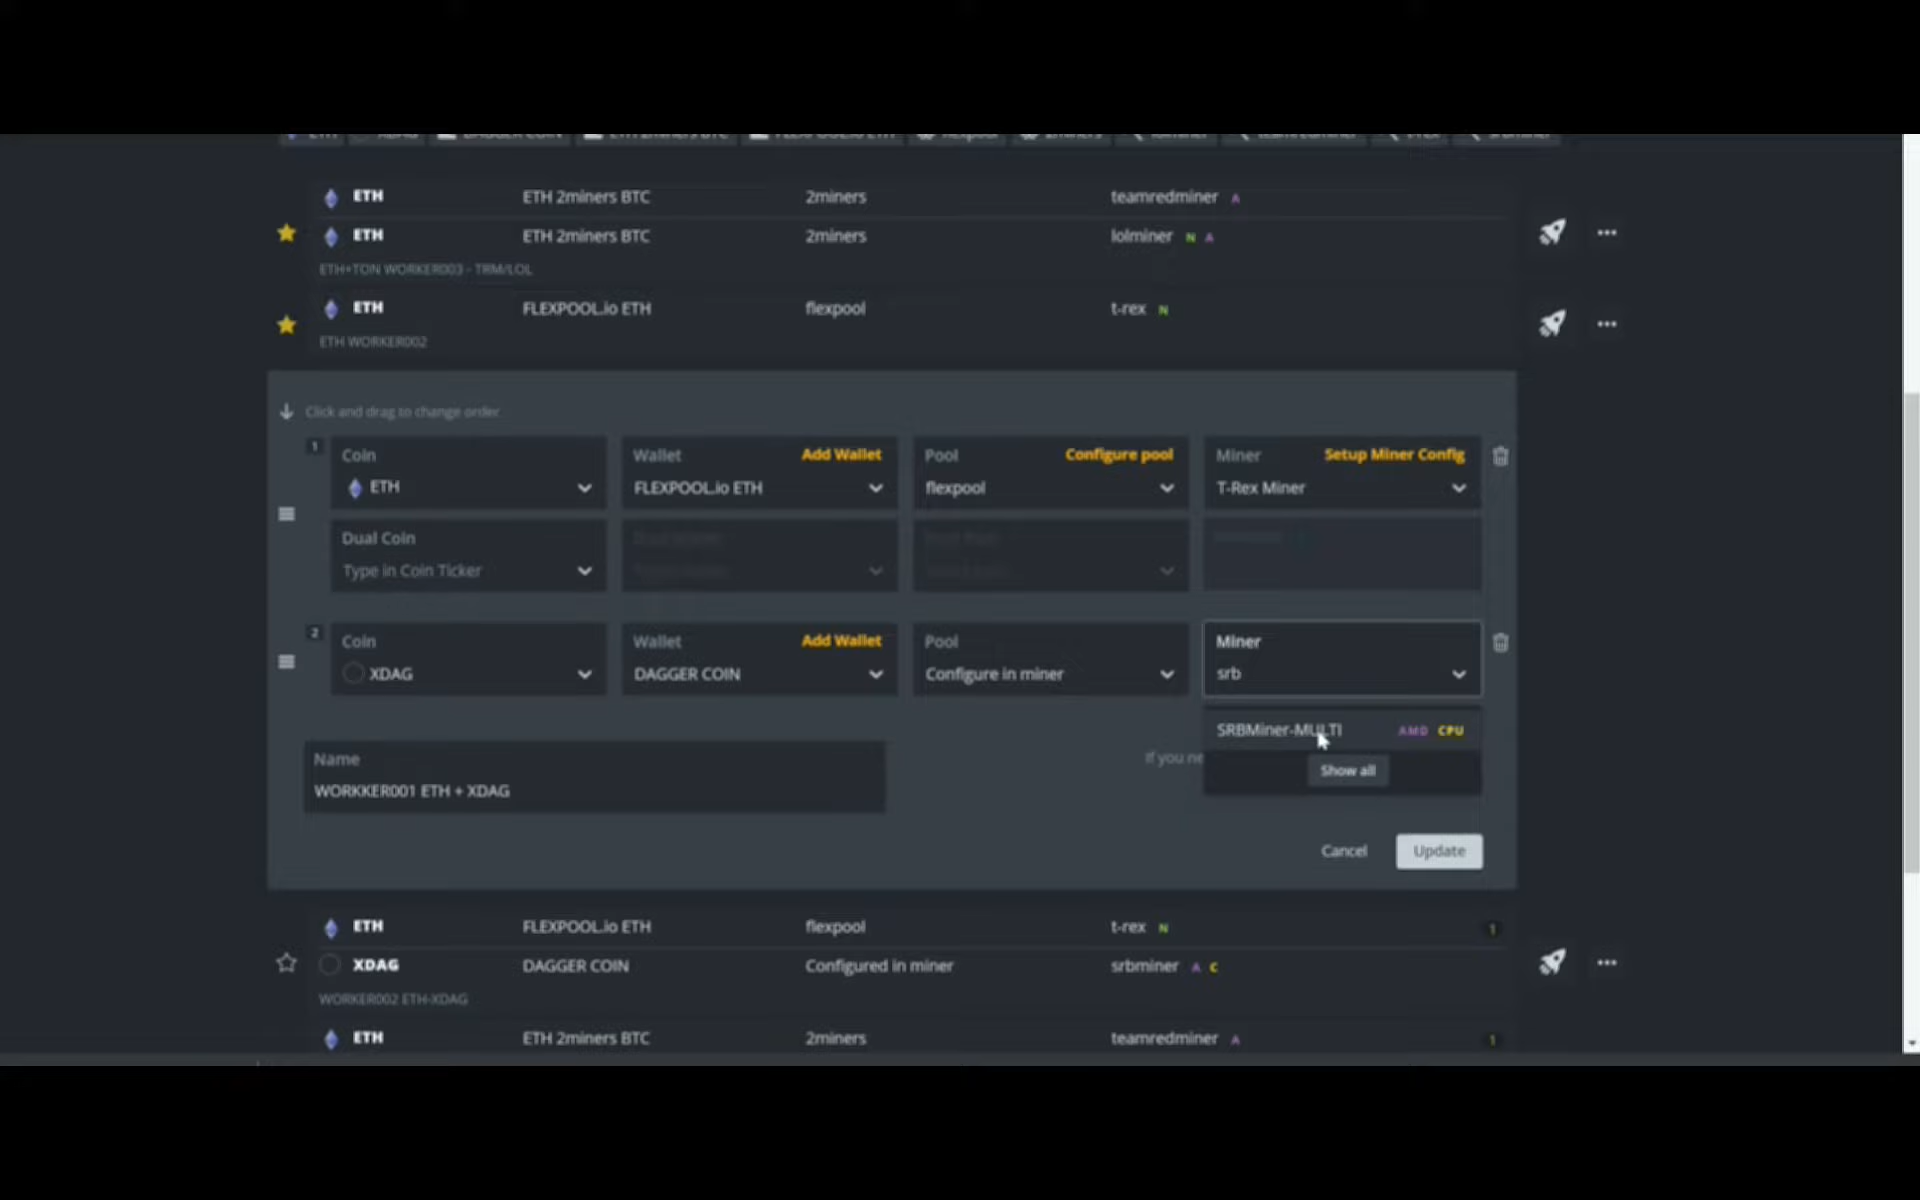 ETH 2miners BTC 2miners teamredminer A
ETH ETH 2miners BTC 2miners lolminer N A
ETH+TON WORKER003 - TRM/LOL
ETH FLEXPOOL.io ETH flexpool t-rex N
ETH WORKER002
Click and drag to change order
1 Coin Wallet Add Wallet Pool Configure pool Miner Setup Miner Config
ETH FLEXPOOL.io ETH flexpool T-Rex Miner
Dual Coin
Type in Coin Ticker
2 Coin Wallet Add Wallet Pool Miner
XDAG DAGGER COIN Configure in miner srb
SRBMiner-MULTI AMD CPU
Name If you ne
Show all
WORKKER001 ETH + XDAG
Cancel Update
ETH FLEXPOOL.io ETH flexpool t-rex N 1
XDAG DAGGER COIN Configured in miner srbminer A C
WORKER002 ETH-XDAG
ETH ETH 2miners BTC 2miners teamredminer A 1